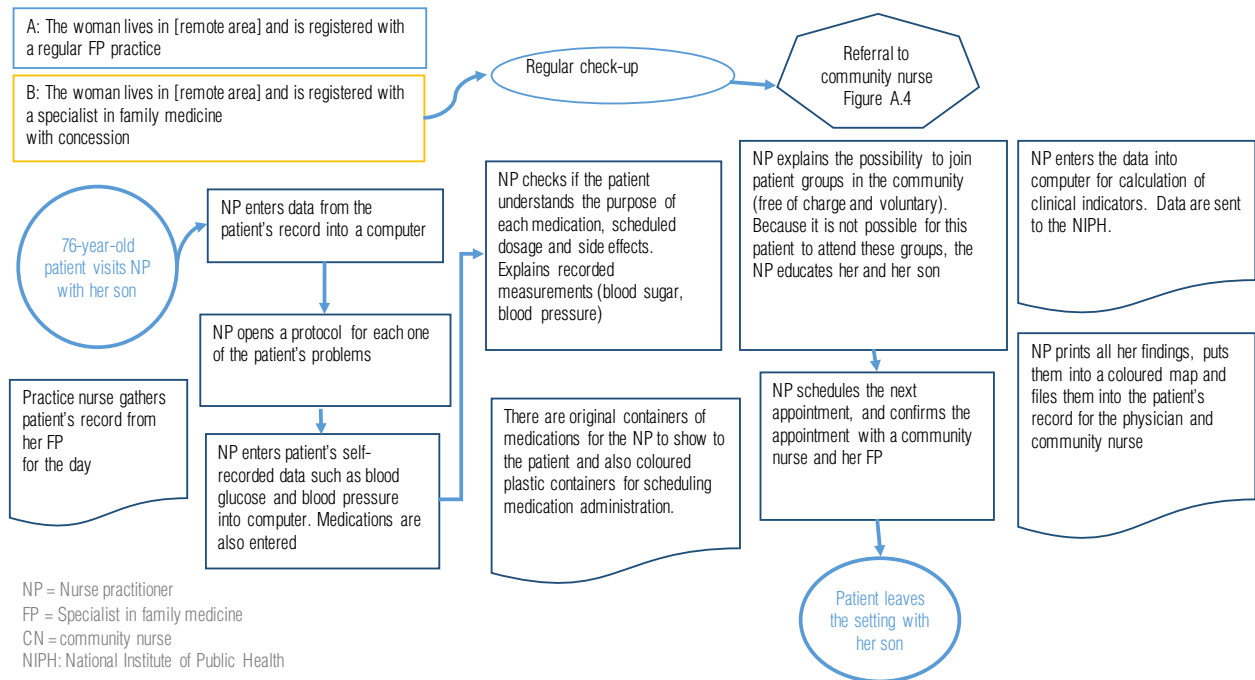 A: The woman lives in [remote area] and is registered with
a regular FP practice
B: The woman lives in [remote area] and is registered with
a specialist in family medicine
with concession
Regular check-up
Referral to
community nurse
Figure A.4
76-year-old
patient visits NP
with her son
NP enters data from the
patient's record into a computer
NP opens a protocol for each one
of the patient's problems
Practice nurse gathers
patient's record from
her FP
for the day
NP enters patient's self-
recorded data such as blood
glucose and blood pressure
into computer. Medications are
also entered
NP checks if the patient
understands the purpose of
each medication, scheduled
dosage and side effects.
Explains recorded
measurements (blood sugar,
blood pressure)
There are original containers of
medications for the NP to show to
the patient and also coloured
plastic containers for scheduling
medication administration.
NP explains the possibility to join
patient groups in the community
(free of charge and voluntary).
Because it is not possible for this
patient to attend these groups, the
NP educates her and her son
NP schedules the next
appointment, and confirms the
appointment with a community
nurse and her FP
Patient leaves
the setting with
her son
NP enters the data into
computer for calculation of
clinical indicators. Data are sent
to the NIPH.
NP prints all her findings, puts
them into a coloured map and
files them into the patient's
record for the physician and
community nurse
NP = Nurse practitioner
FP = Specialist in family medicine
CN = community nurse
NIPH: National Institute of Public Health